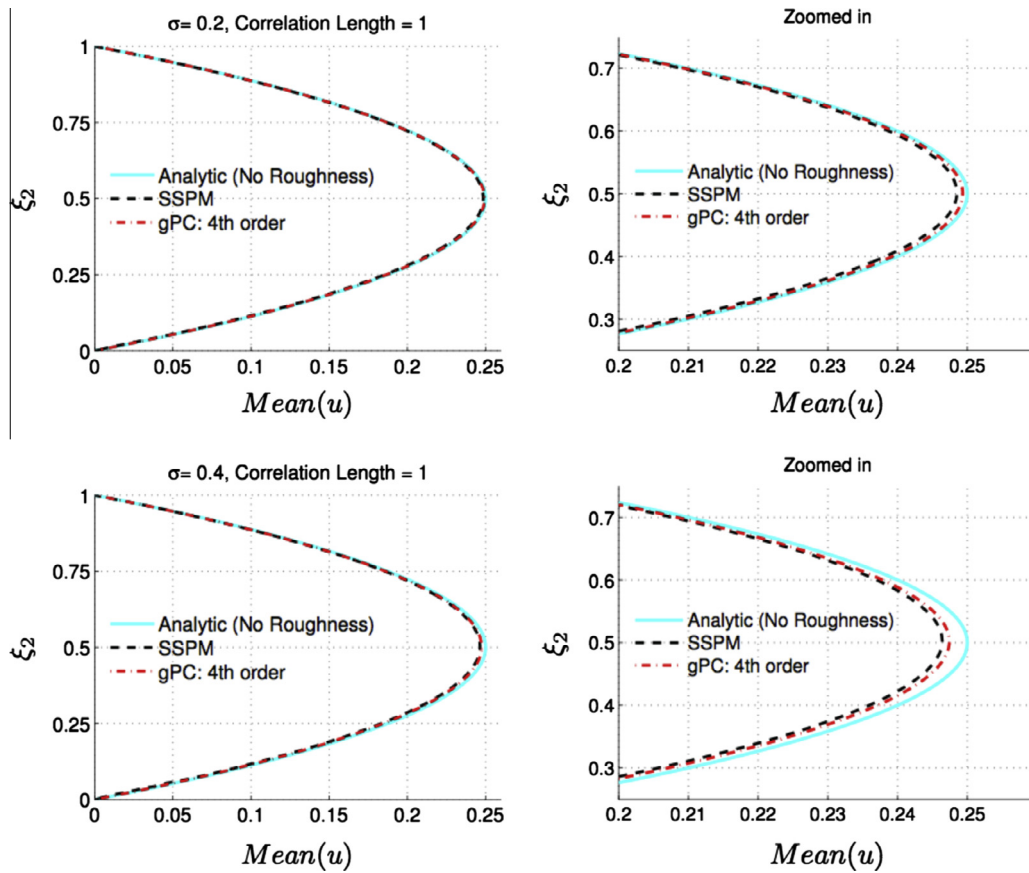 σ= 0.2, Correlation Length = 1
1
0.75
ξ₂
0.5
0.25
0
Analytic (No Roughness)
SSPM
gPC: 4th order
0 0.05 0.1 0.15 0.2 0.25
Mean(u)
Zoomed in
0.7
0.6
ξ₂
0.5
0.4
0.3
Analytic (No Roughness)
SSPM
gPC: 4th order
0.2 0.21 0.22 0.23 0.24 0.25
Mean(u)
σ= 0.4, Correlation Length = 1
1
0.75
ξ₂
0.5
0.25
0
Analytic (No Roughness)
SSPM
gPC: 4th order
0 0.05 0.1 0.15 0.2 0.25
Mean(u)
Zoomed in
0.7
0.6
ξ₂
0.5
0.4
0.3
Analytic (No Roughness)
SSPM
gPC: 4th order
0.2 0.21 0.22 0.23 0.24 0.25
Mean(u)